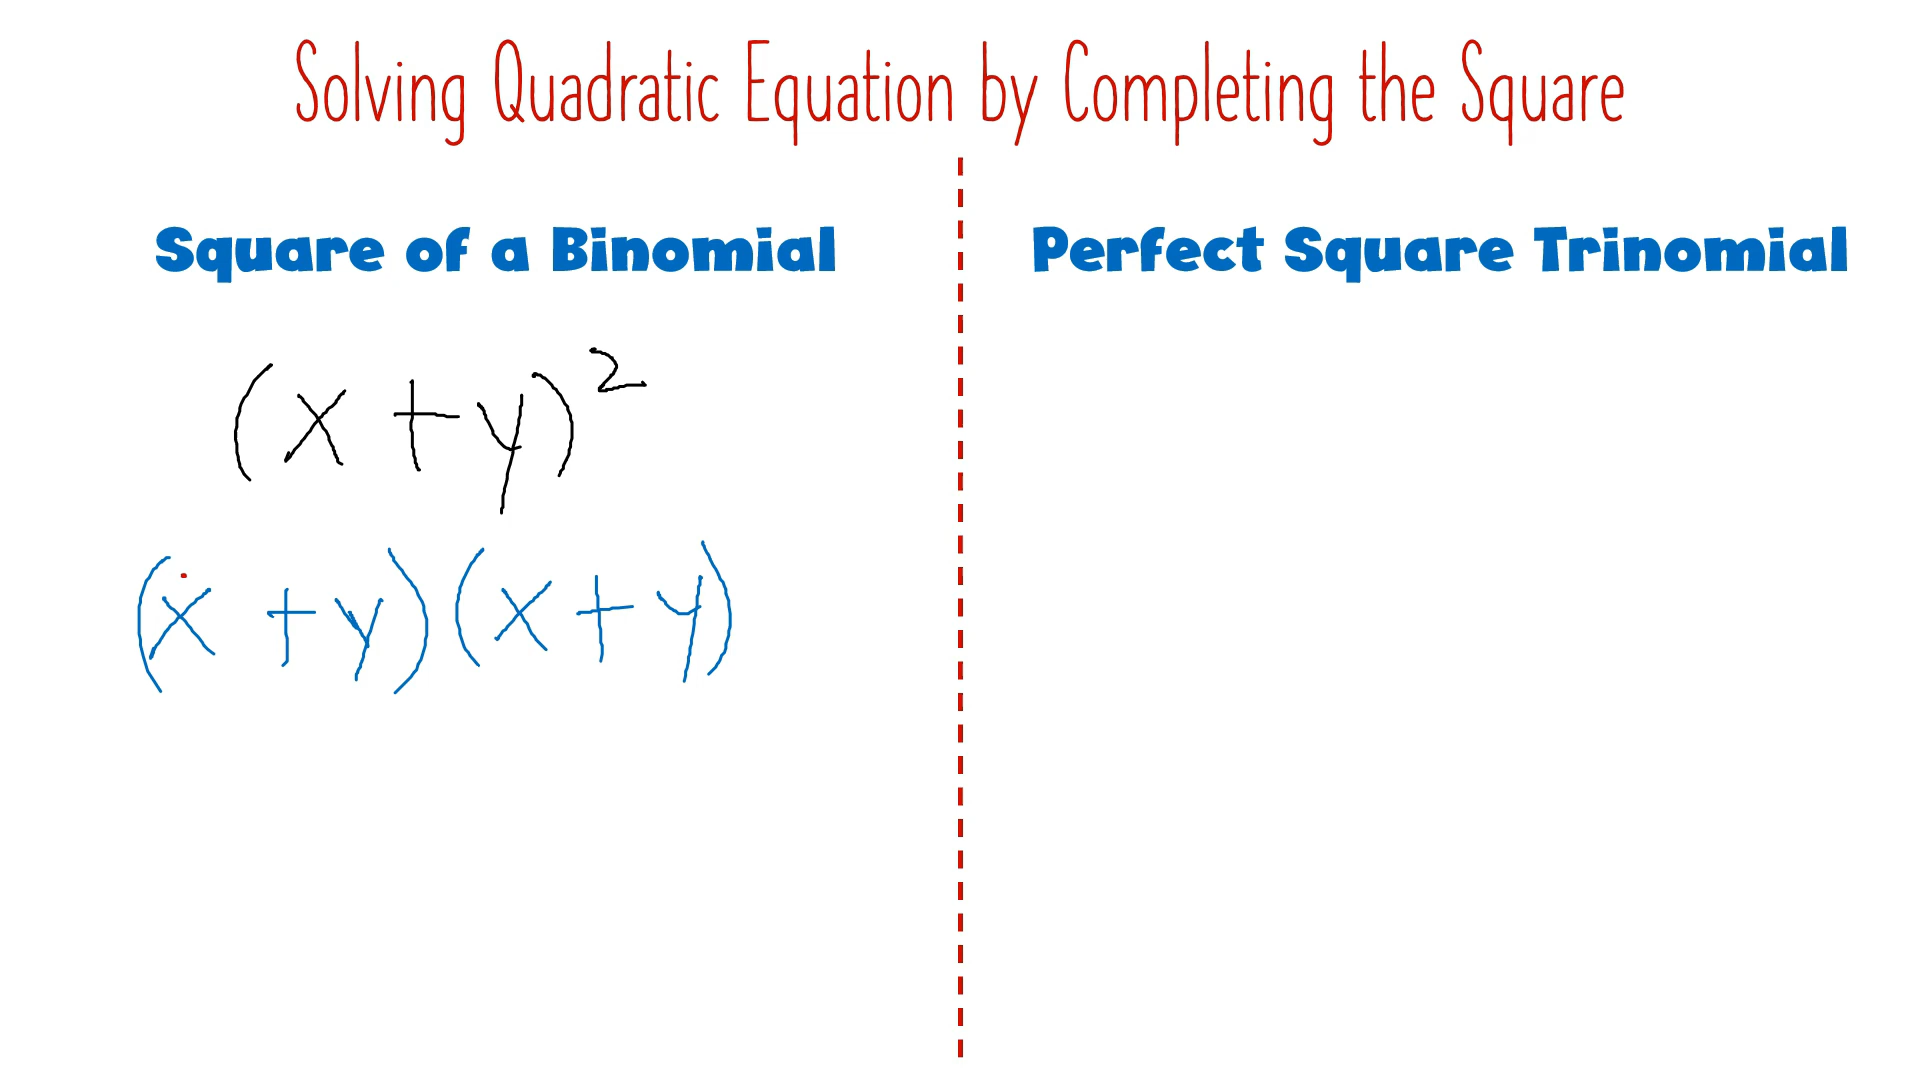 Solving Quadratic Equation by Completing the Square
Square of a Binomial
(x + y)²
(x + y)(x + y)
Perfect Square Trinomial